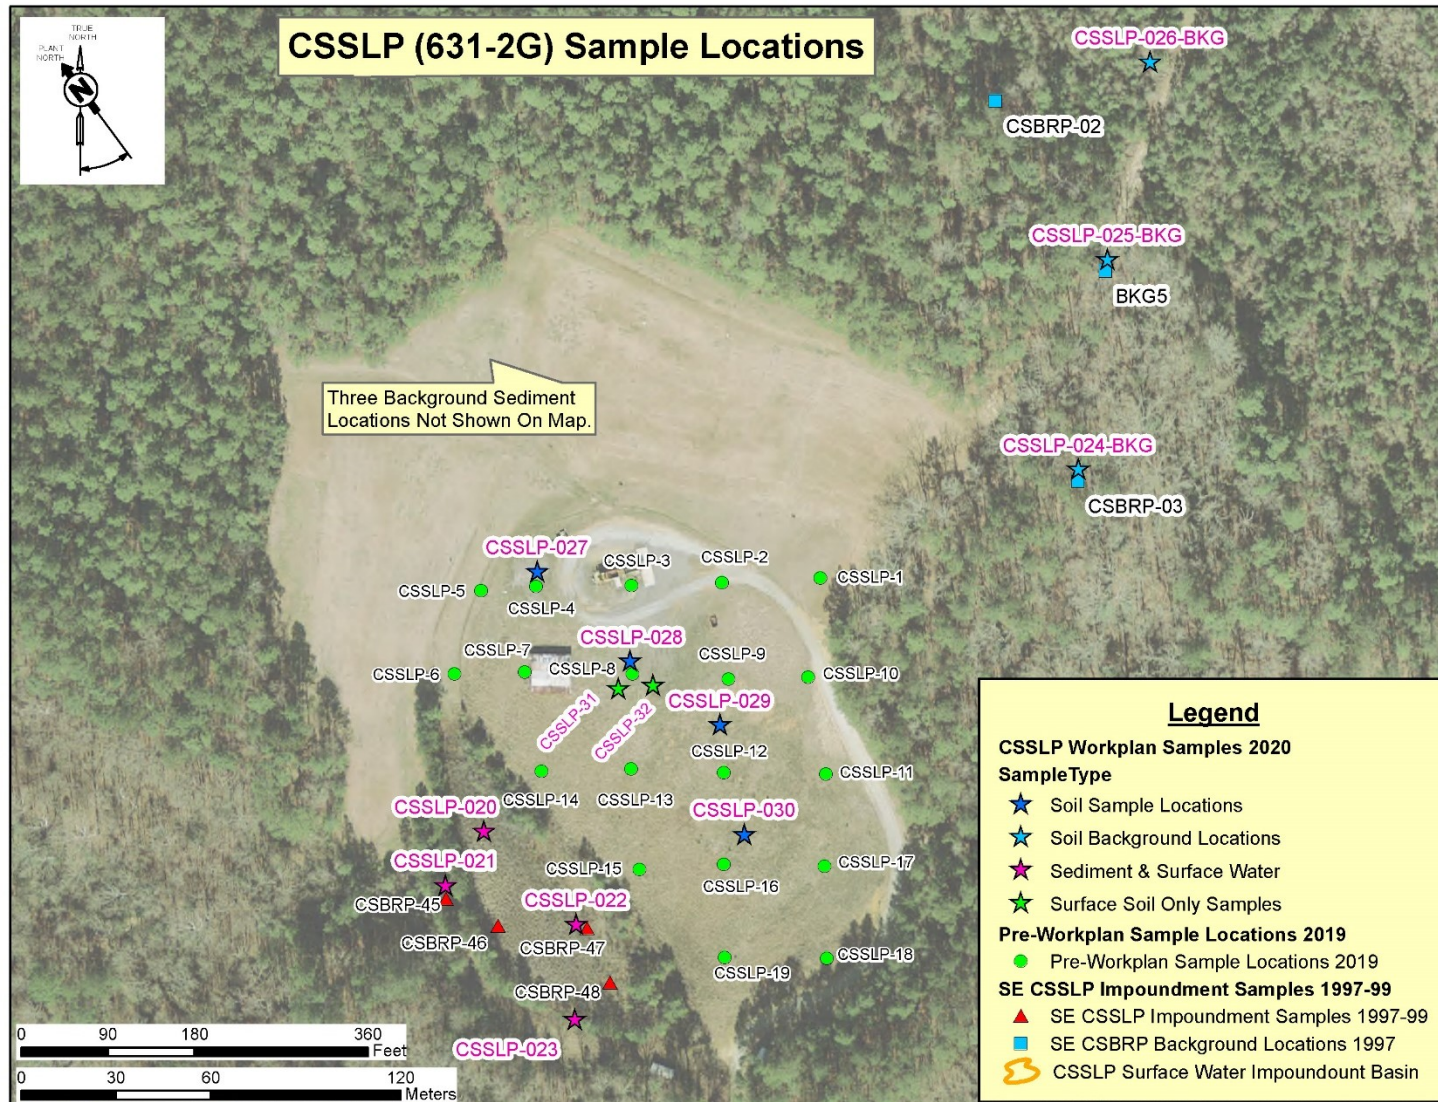 CSSLP (631-2G) Sample Locations
TRUE
NORTH
PLANT
NORTH
N
CSSLP-026-BKG
CSBRP-02
CSSLP-025-BKG
BKG5
Three Background Sediment
Locations Not Shown On Map.
CSSLP-024-BKG
CSBRP-03
CSSLP-027
CSSLP-3
CSSLP-2
CSSLP-1
CSSLP-5
CSSLP-4
CSSLP-028
CSSLP-7
CSSLP-8
CSSLP-9
CSSLP-6
CSSLP-10
CSSLP-31
CSSLP-32
CSSLP-029
CSSLP-12
CSSLP-11
CSSLP-14
CSSLP-13
CSSLP-020
CSSLP-030
CSSLP-021
CSSLP-15
CSSLP-17
CSSLP-16
CSBRP-45
CSSLP-022
CSBRP-46
CSBRP-47
CSSLP-19
CSSLP-18
CSBRP-48
CSSLP-023
0 90 180 360
Feet
0 30 60 120
Meters
Legend
CSSLP Workplan Samples 2020
SampleType
Soil Sample Locations
Soil Background Locations
Sediment & Surface Water
Surface Soil Only Samples
Pre-Workplan Sample Locations 2019
Pre-Workplan Sample Locations 2019
SE CSSLP Impoundment Samples 1997-99
SE CSSLP Impoundment Samples 1997-99
SE CSBRP Background Locations 1997
CSSLP Surface Water Impoundount Basin